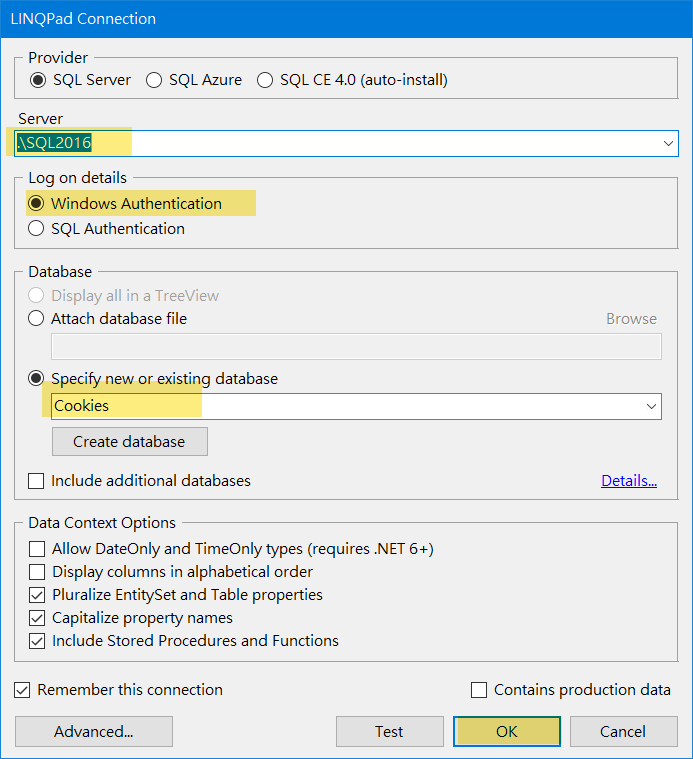 LINQPad Connection
Provider
SQL Server SQL Azure SQL CE 4.0 (auto-install)
Server
.\SQL2016
Log on details
Windows Authentication
SQL Authentication
Database
Display all in a TreeView
Attach database file Browse
Specify new or existing database
Cookies
Create database
Include additional databases Details...
Data Context Options
Allow DateOnly and TimeOnly types (requires .NET 6+)
Display columns in alphabetical order
Pluralize EntitySet and Table properties
Capitalize property names
Include Stored Procedures and Functions
Remember this connection Contains production data
Advanced... Test OK Cancel